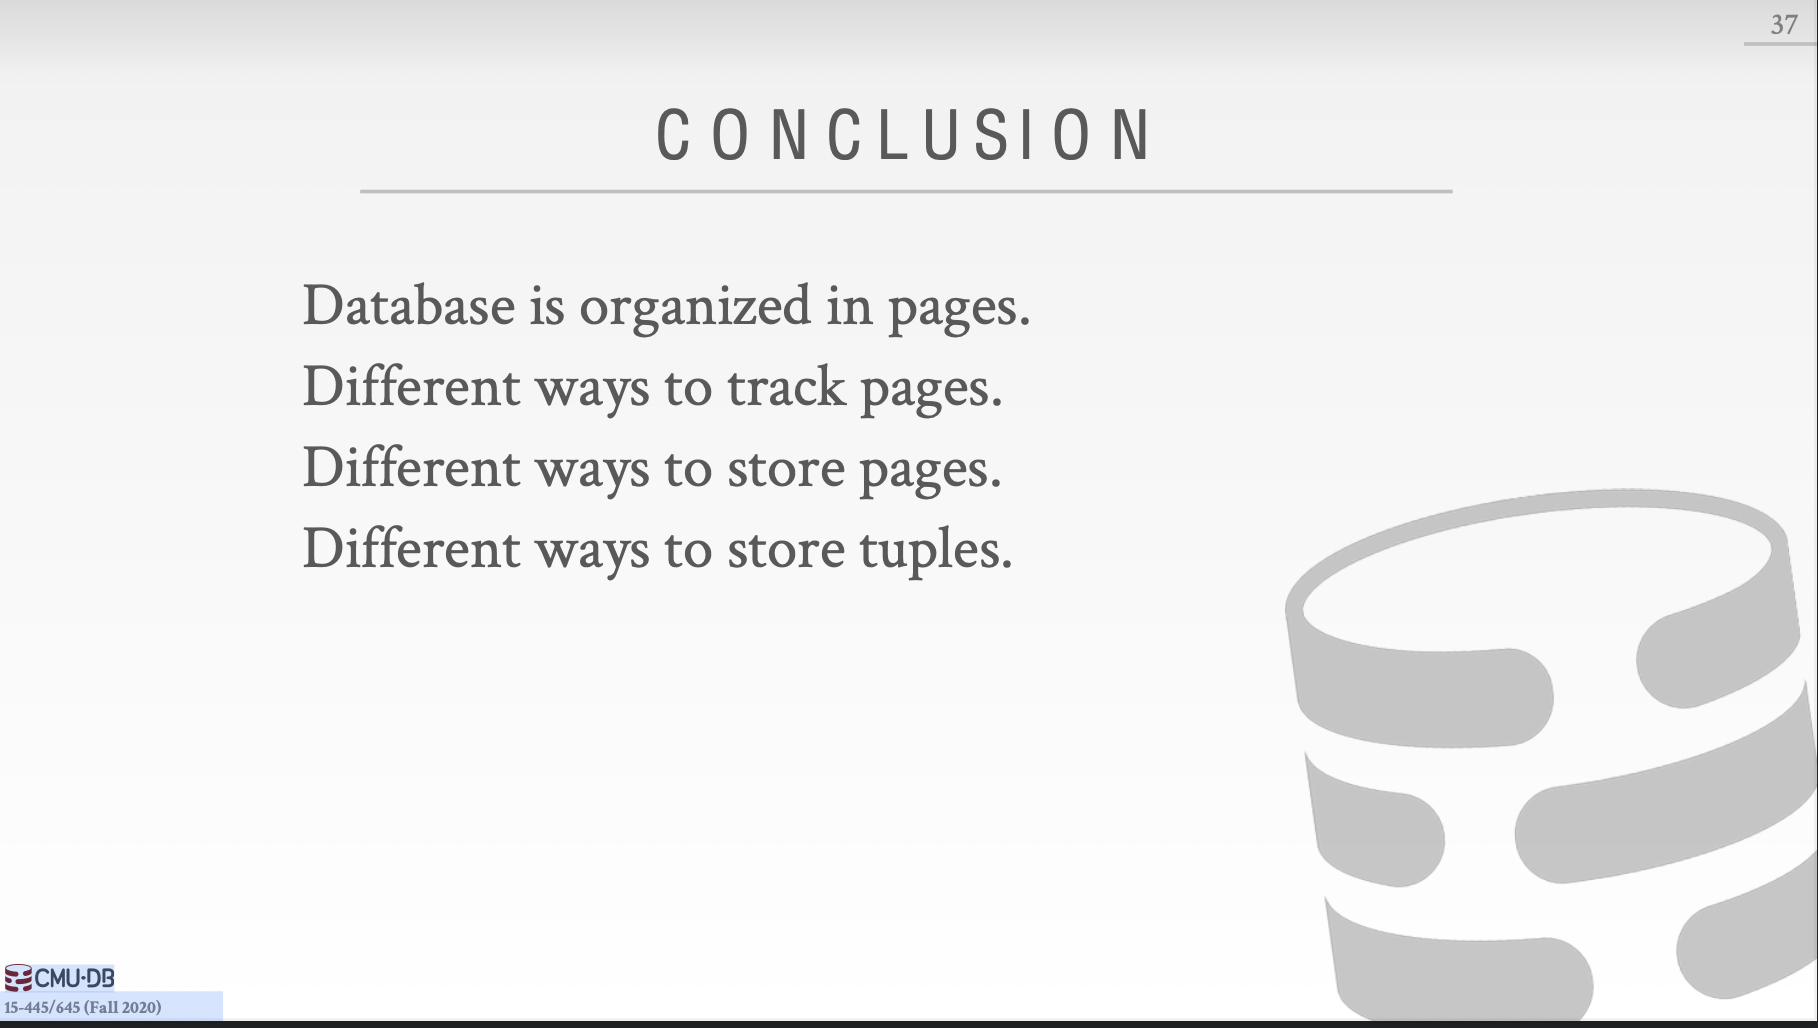 37
CONCLUSION
Database is organized in pages.
Different ways to track pages.
Different ways to store pages.
Different ways to store tuples.
CMU·DB
15-445/645 (Fall 2020)